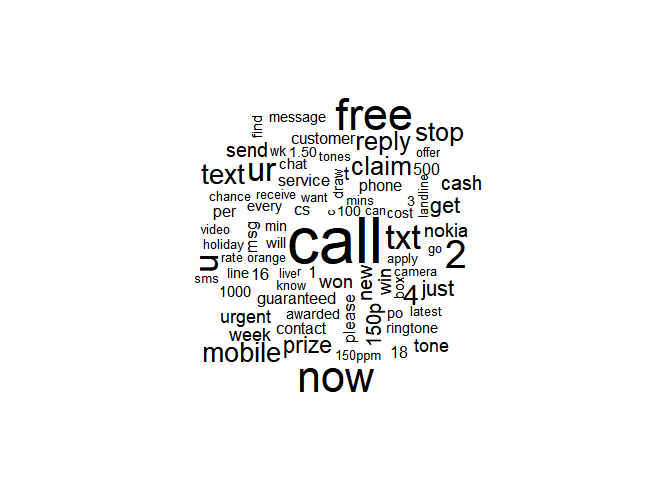 free
find message
customer reply stop
send wk 1.50 tones offer
text ur chat t claim 500
service draw phone landline cash
chance receive want mins 3 get
per every cs c 100 can cost
video msg min call txt nokia
holiday will go 2
u rate orange apply
sms line 16 live r 1 won win box camera
1000 know new 4 just
guaranteed
urgent awarded please 150p po latest
week contact ringtone
mobile prize 150ppm 18 tone
now